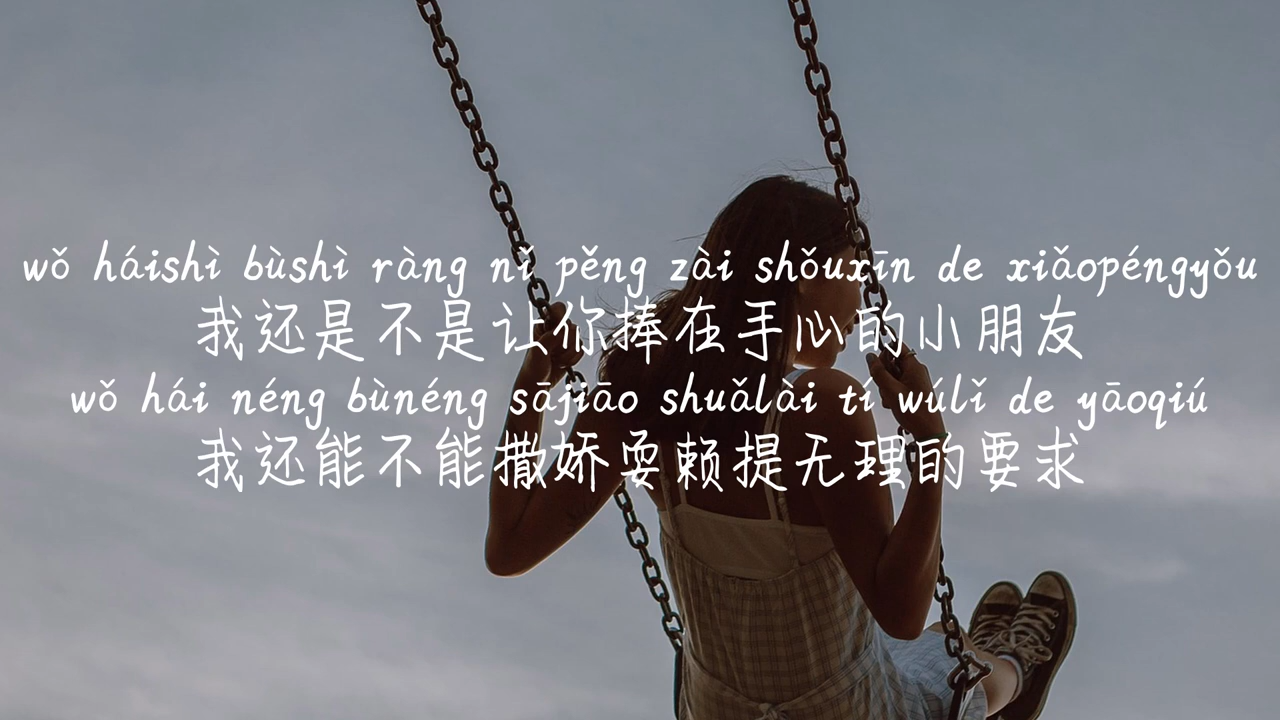 wǒ háishì bùshì ràng nǐ pěng zài shǒuxīn de xiǎopéngyǒu
我还是不是让你捧在手心的小朋友
wǒ hái néng bùnéng sājiāo shuǎlài tí wúlǐ de yāoqiú
我还能不能撒娇耍赖提无理的要求